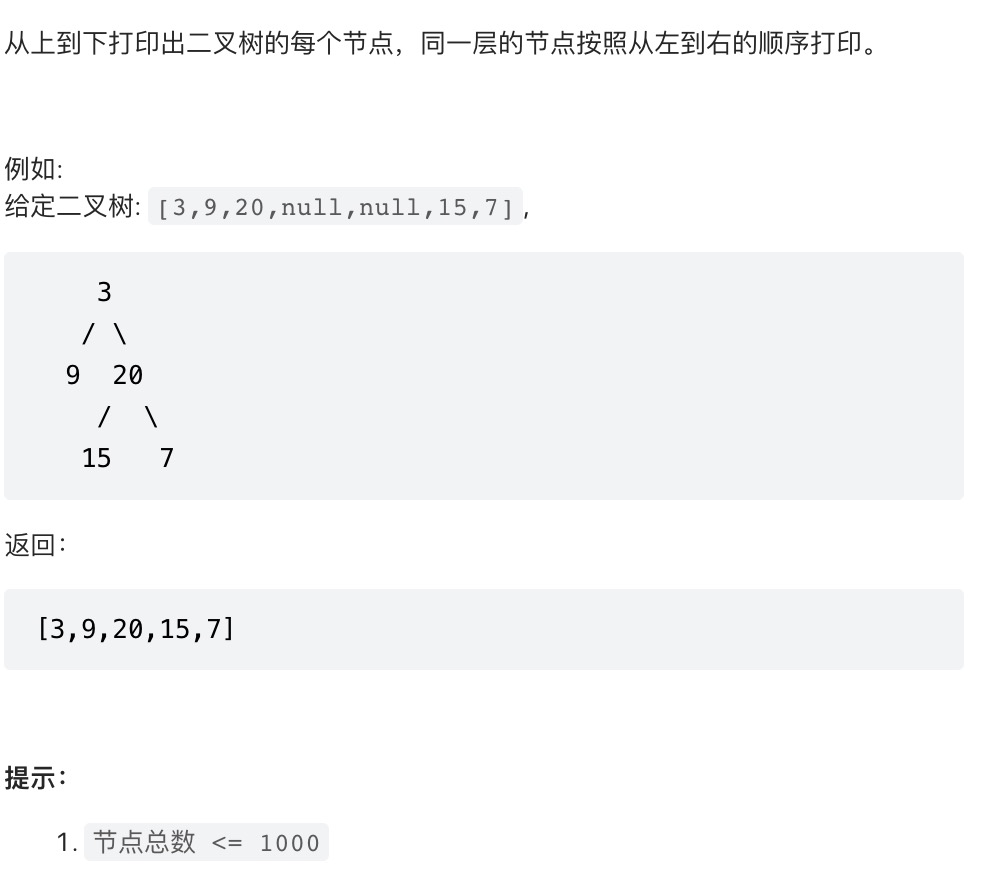 从上到下打印出二叉树的每个节点，同一层的节点按照从左到右的顺序打印。
例如:
给定二叉树: [3,9,20,null,null,15,7],
    3
   / \
  9  20
    /  \
   15   7
返回：
[3,9,20,15,7]
提示：
1. 节点总数 <= 1000